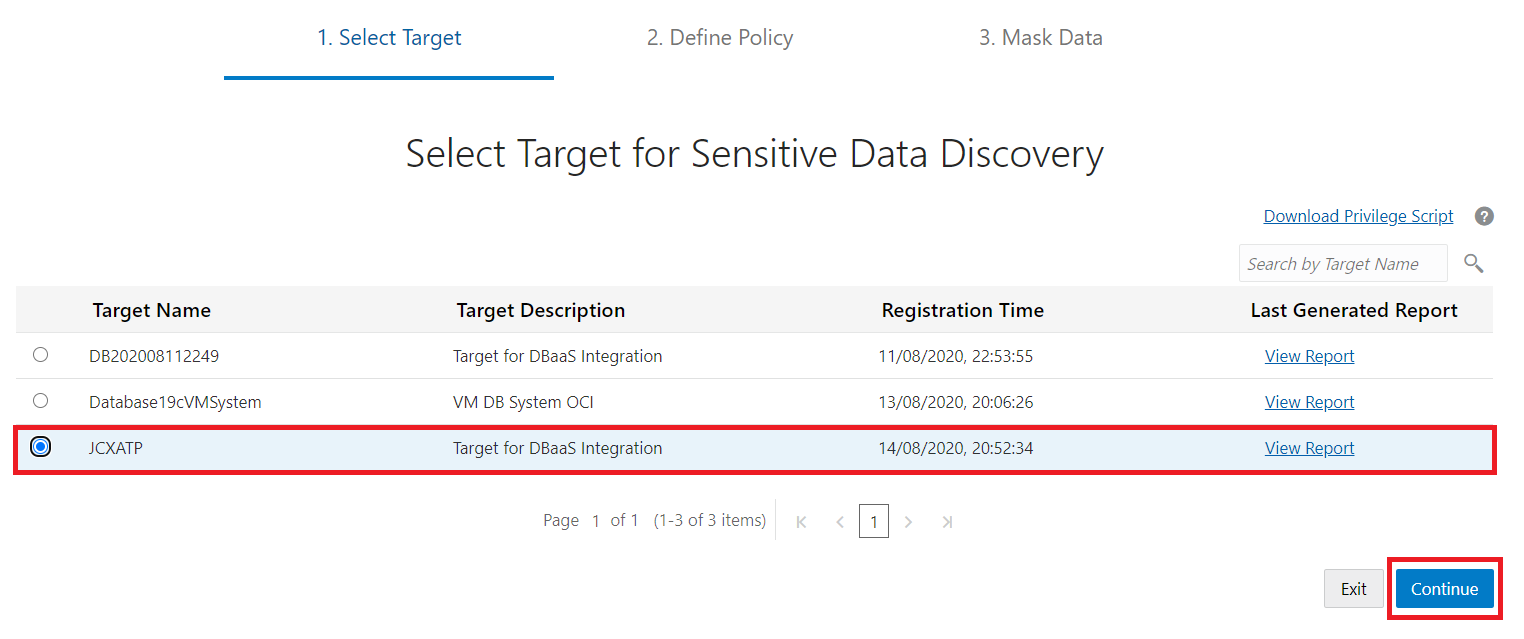 1. Select Target 2. Define Policy 3. Mask Data
Select Target for Sensitive Data Discovery
Download Privilege Script ?
Search by Target Name
Target Name Target Description Registration Time Last Generated Report
DB202008112249 Target for DBaaS Integration 11/08/2020, 22:53:55 View Report
Database19cVMSystem VM DB System OCI 13/08/2020, 20:06:26 View Report
JCXATP Target for DBaaS Integration 14/08/2020, 20:52:34 View Report
Page 1 of 1 (1-3 of 3 items) 1
Exit Continue